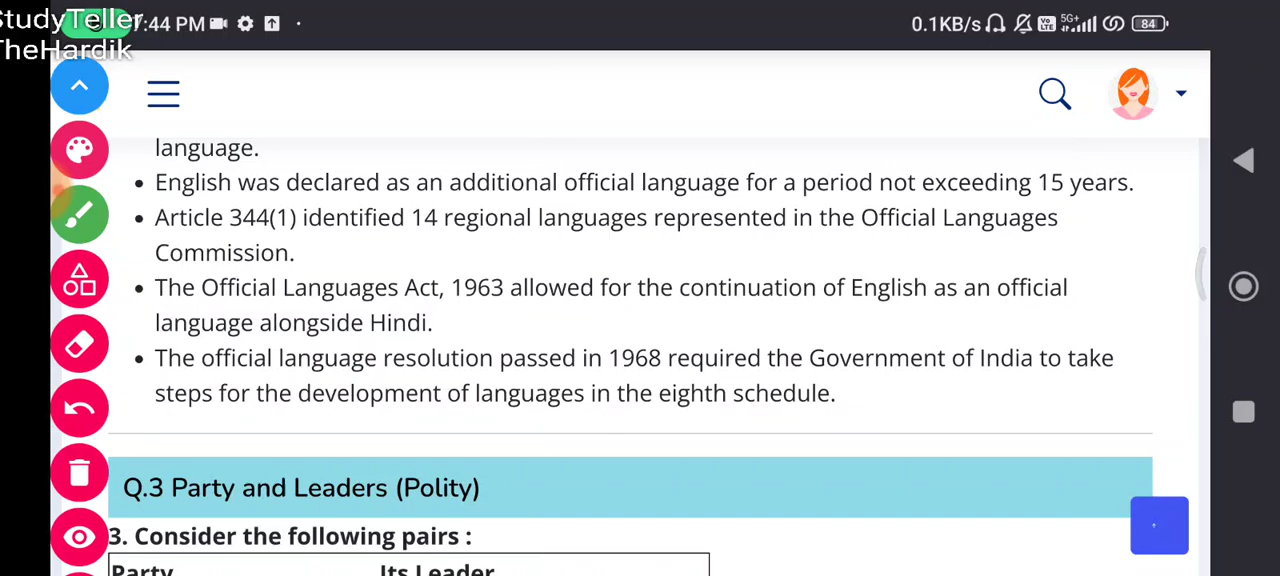 StudyTeller
TheHardik
7:44 PM
0.1KB/s
5G+
84
language.
• English was declared as an additional official language for a period not exceeding 15 years.
• Article 344(1) identified 14 regional languages represented in the Official Languages
Commission.
• The Official Languages Act, 1963 allowed for the continuation of English as an official
language alongside Hindi.
• The official language resolution passed in 1968 required the Government of India to take
steps for the development of languages in the eighth schedule.
Q.3 Party and Leaders (Polity)
3. Consider the following pairs :
Party Its Leader